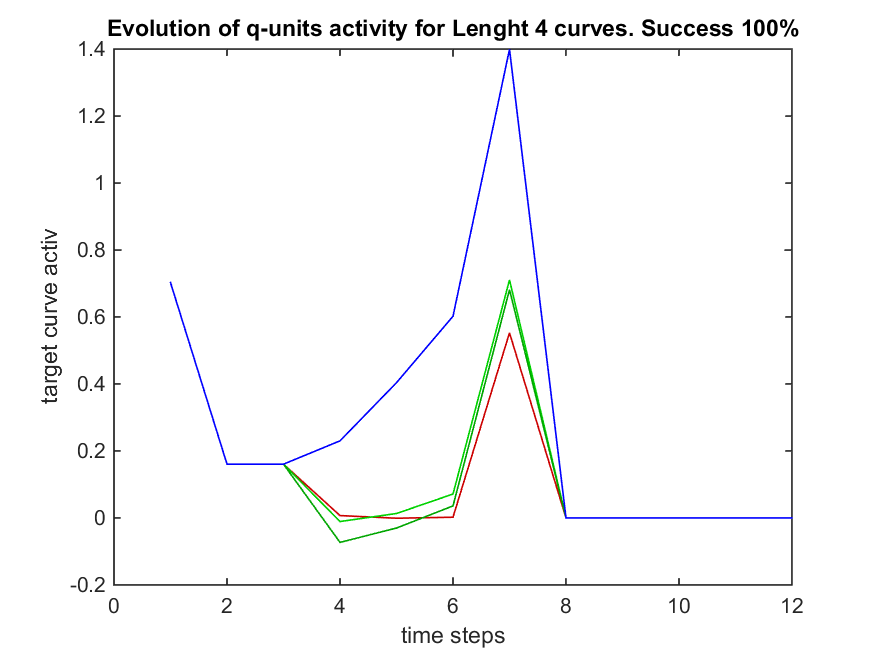 Evolution of q-units activity for Lenght 4 curves. Success 100%
1.4
1.2
1
0.8
0.6
0.4
0.2
0
-0.2
target curve activ
0 2 4 6 8 10 12
time steps